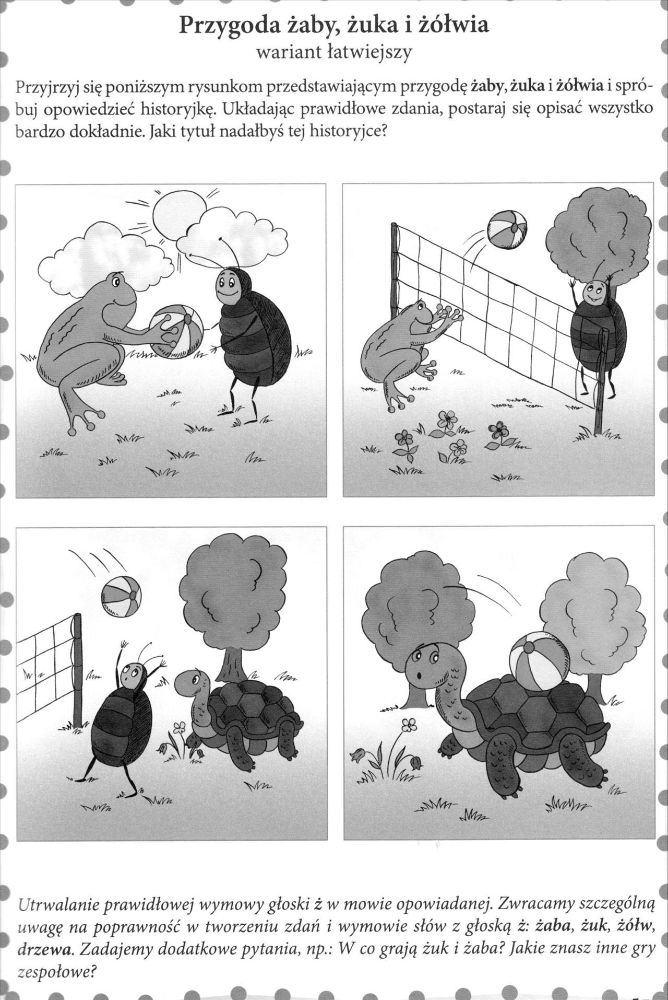 Przygoda żaby, żuka i żółwia
wariant łatwiejszy
Przyjrzyj się poniższym rysunkom przedstawiającym przygodę żaby, żuka i żółwia i spró-
buj opowiedzieć historyjkę. Układając prawidłowe zdania, postaraj się opisać wszystko
bardzo dokładnie. Jaki tytuł nadałbyś tej historyjce?
Utrwalanie prawidłowej wymowy głoski ż w mowie opowiadanej. Zwracamy szczególną
uwagę na poprawność w tworzeniu zdań i wymowie słów z głoską ż: żaba, żuk, żółw,
drzewa. Zadajemy dodatkowe pytania, np.: W co grają żuk i żaba? Jakie znasz inne gry
zespołowe?